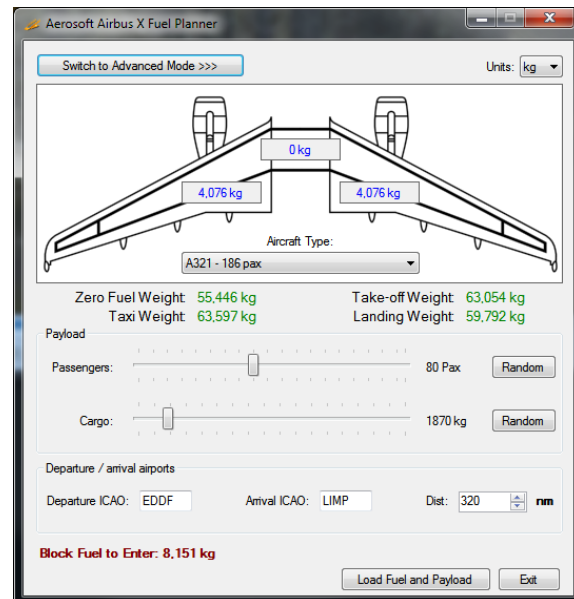 Aerosoft Airbus X Fuel Planner
Switch to Advanced Mode >>>
Units: kg
0 kg
4,076 kg 4,076 kg
Aircraft Type:
A321 - 186 pax
Zero Fuel Weight 55,446 kg Take-off Weight 63,054 kg
Taxi Weight 63,597 kg Landing Weight 59,792 kg
Payload
Passengers: 80 Pax Random
Cargo: 1870 kg Random
Departure / arrival airports
Departure ICAO: EDDF Arrival ICAO: LIMP Dist: 320 nm
Block Fuel to Enter: 8,151 kg
Load Fuel and Payload Exit